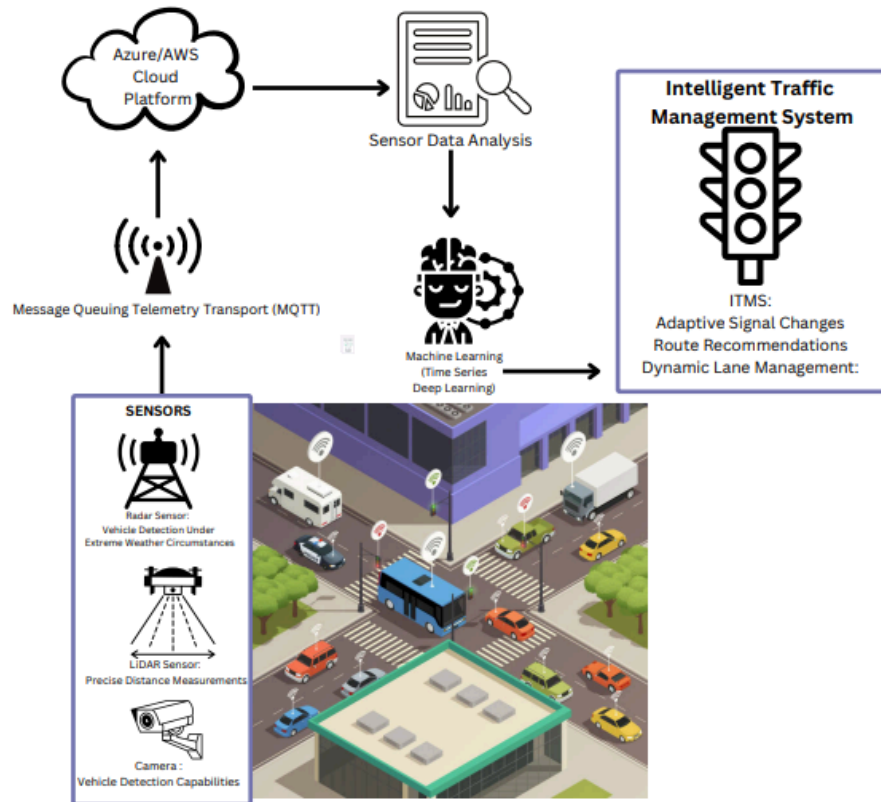 Azure/AWS
Cloud
Platform
Sensor Data Analysis
Intelligent Traffic
Management System
Message Queuing Telemetry Transport (MQTT)
ITMS:
Adaptive Signal Changes
Route Recommendations
Dynamic Lane Management:
Machine Learning
(Time Series
Deep Learning)
SENSORS
Radar Sensor:
Vehicle Detection Under
Extreme Weather Circumstances
LiDAR Sensor:
Precise Distance Measurements
Camera :
Vehicle Detection Capabilities